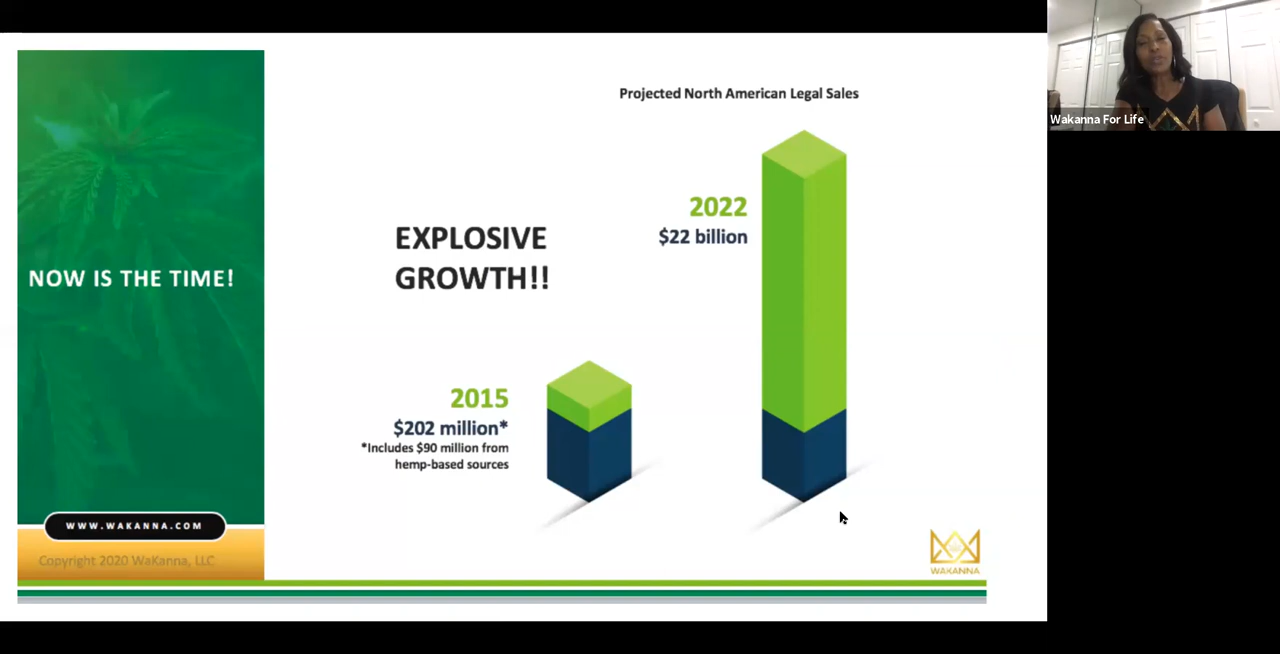 Projected North American Legal Sales
Wakanna For Life
2022
$22 billion
EXPLOSIVE
GROWTH!!
NOW IS THE TIME!
2015
$202 million*
*Includes $90 million from
hemp-based sources
WWW.WAKANNA.COM
Copyright 2020 WaKanna, LLC
WAKANNA